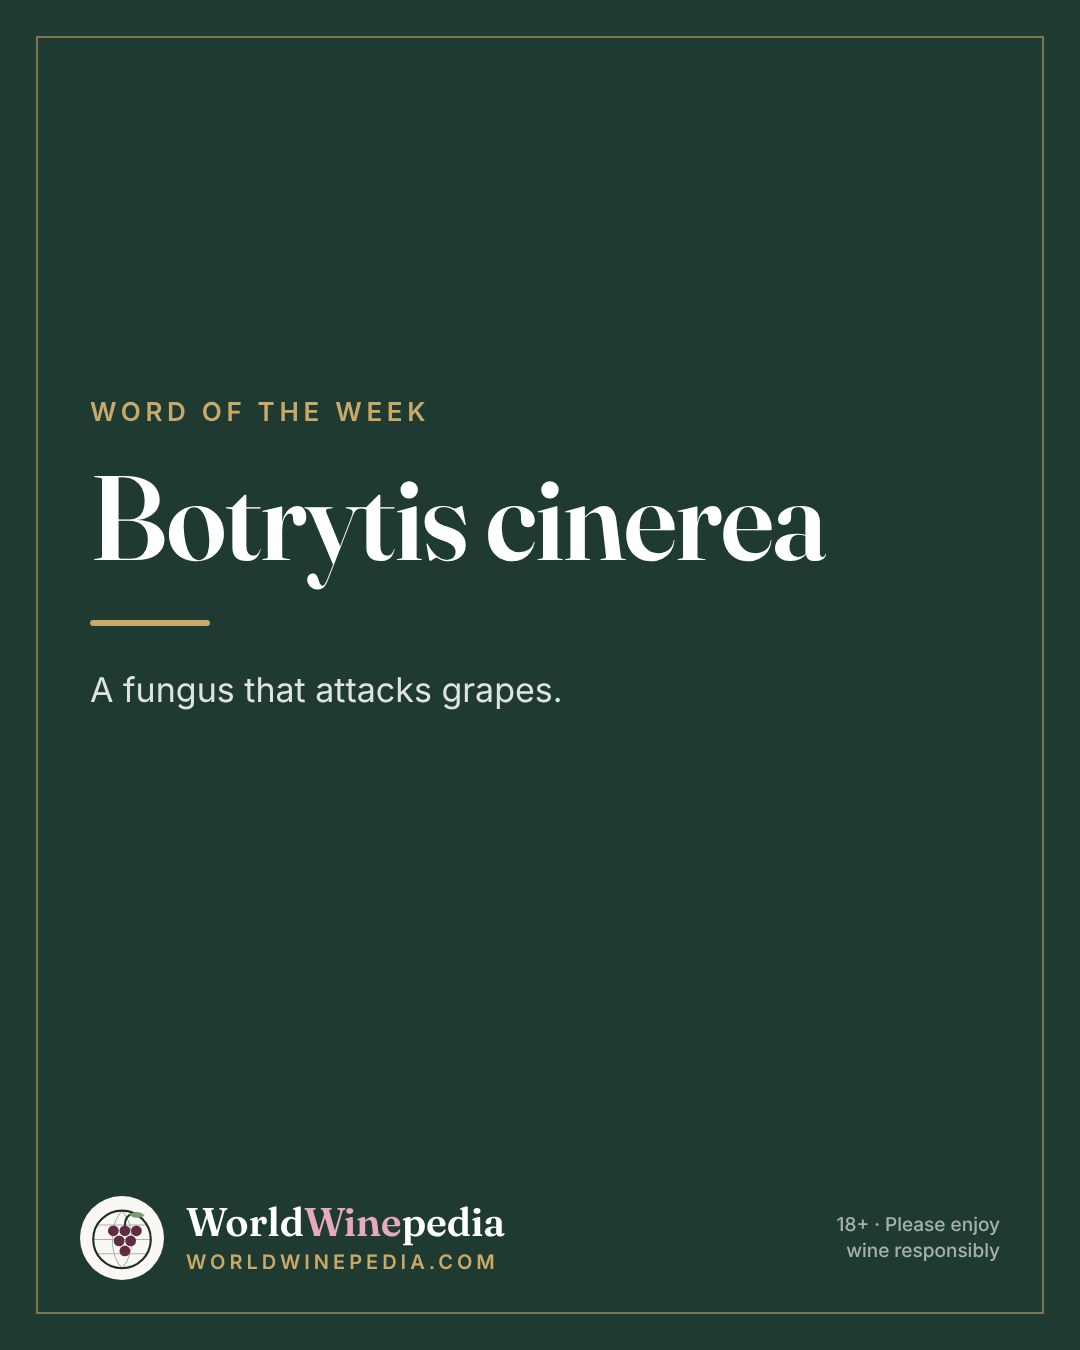 WORD OF THE WEEK
Botrytis cinerea
A fungus that attacks grapes.
WorldWinepedia
WORLDWINEPEDIA.COM
18+ · Please enjoy
wine responsibly